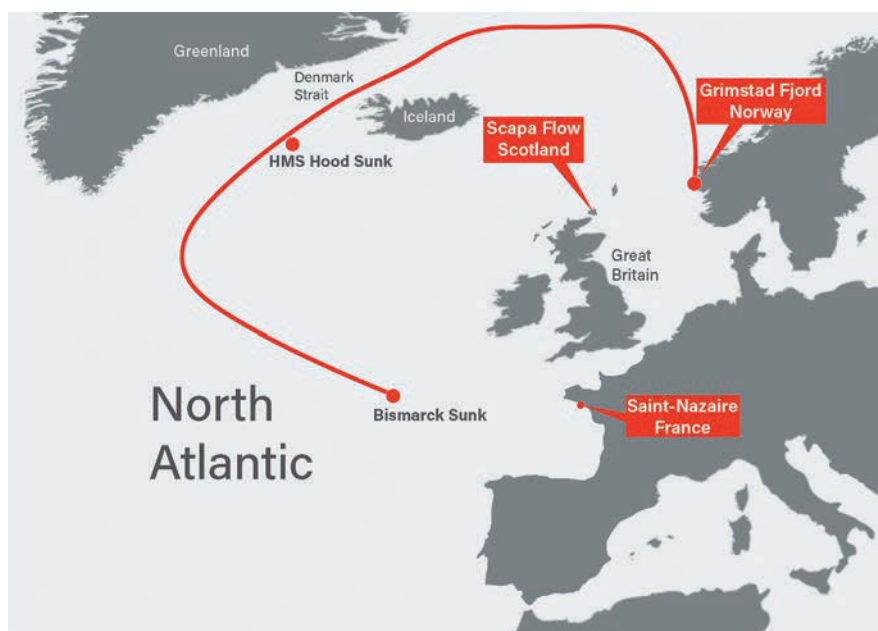 Greenland
Denmark
Strait
Iceland
HMS Hood Sunk
Scapa Flow
Scotland
Grimstad Fjord
Norway
Great
Britain
North
Atlantic
Bismarck Sunk
Saint-Nazaire
France